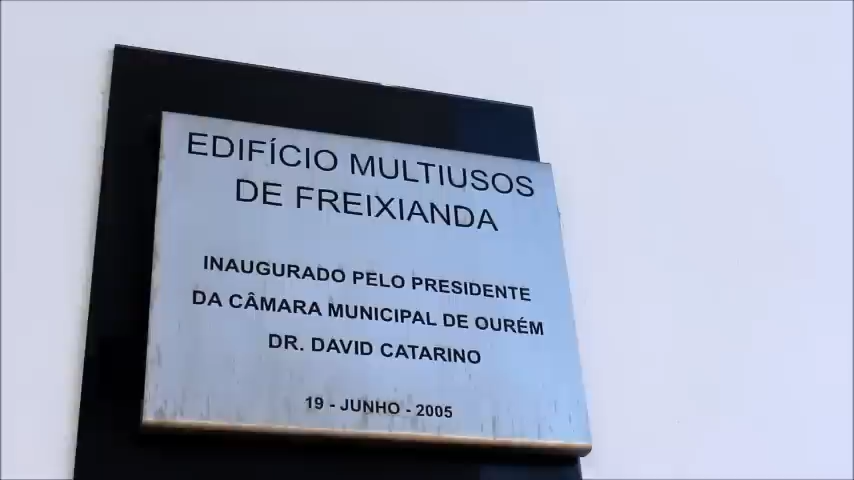 EDIFÍCIO MULTIUSOS
DE FREIXIANDA
INAUGURADO PELO PRESIDENTE
DA CÂMARA MUNICIPAL DE OURÉM
DR. DAVID CATARINO
19 - JUNHO - 2005